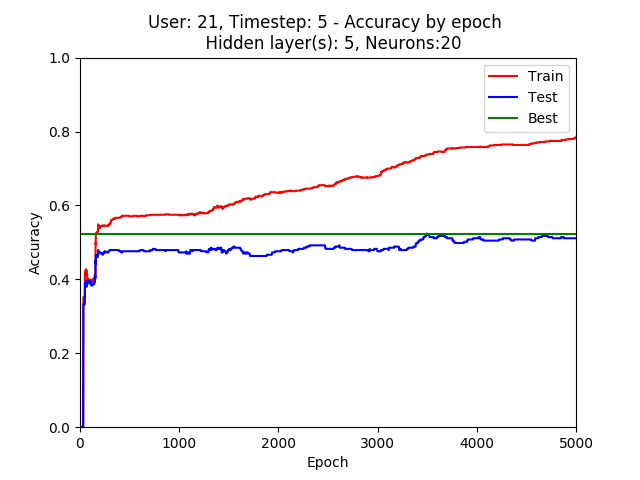 User: 21, Timestep: 5 - Accuracy by epoch
Hidden layer(s): 5, Neurons:20
Train
Test
Best
1.0
0.8
0.6
0.4
0.2
0.0
Accuracy
0 1000 2000 3000 4000 5000
Epoch